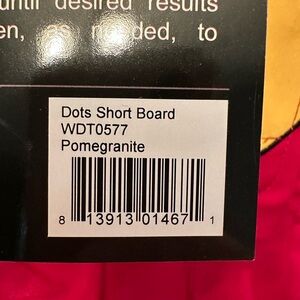 until desired results
en, as needed, to
Dots Short Board
WDT0577
Pomegranite
8 13913 01467 1